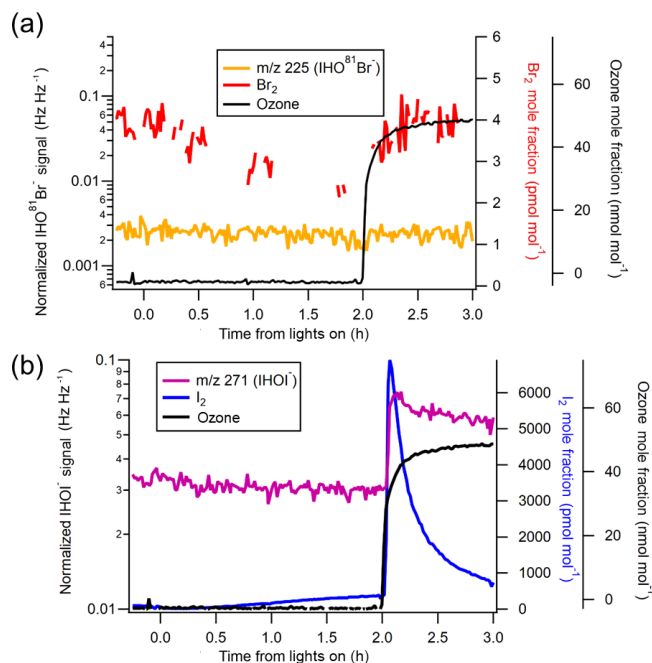 (a)
Normalized IHO⁸¹Br⁻ signal (Hz Hz⁻¹)
6
4
2
0.1
6
4
2
0.01
6
4
2
0.001
6
m/z 225 (IHO⁸¹Br⁻)
Br₂
Ozone
6
5
4
3
2
1
0
Br₂ mole fraction (pmol mol⁻¹)
60
40
20
0
Ozone mole fraction (nmol mol⁻¹)
0.0 0.5 1.0 1.5 2.0 2.5 3.0
Time from lights on (h)
(b)
Normalized IHOI⁻ signal (Hz Hz⁻¹)
0.1
9
8
7
6
5
4
3
2
0.01
m/z 271 (IHOI⁻)
I₂
Ozone
6000
5000
4000
3000
2000
1000
0
I₂ mole fraction (pmol mol⁻¹)
60
40
20
0
Ozone mole fraction (nmol mol⁻¹)
0.0 0.5 1.0 1.5 2.0 2.5 3.0
Time from lights on (h)